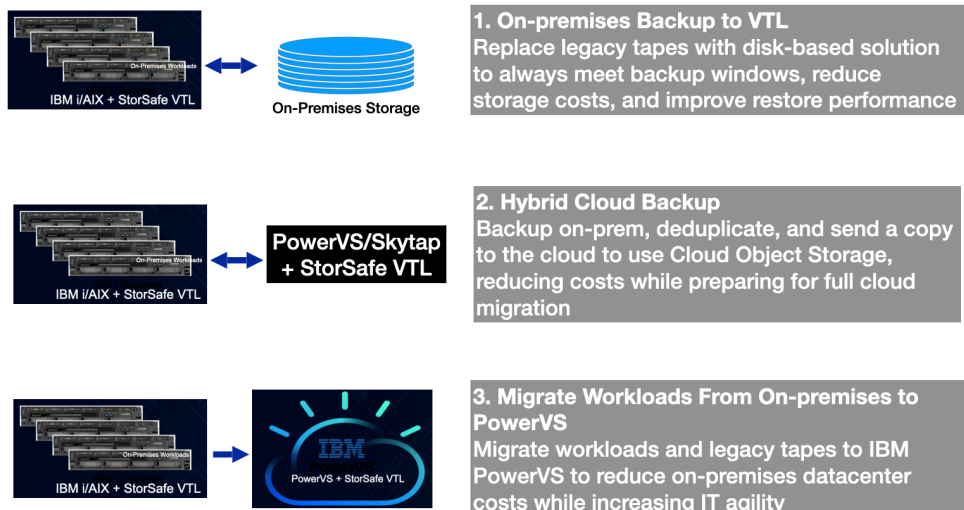 On-Premises Workloads
IBM i/AIX + StorSafe VTL
On-Premises Storage
1. On-premises Backup to VTL
Replace legacy tapes with disk-based solution
to always meet backup windows, reduce
storage costs, and improve restore performance
On-Premises Workloads
IBM i/AIX + StorSafe VTL
PowerVS/Skytap
+ StorSafe VTL
2. Hybrid Cloud Backup
Backup on-prem, deduplicate, and send a copy
to the cloud to use Cloud Object Storage,
reducing costs while preparing for full cloud
migration
On-Premises Workloads
IBM i/AIX + StorSafe VTL
IBM
PowerVS
PowerVS + StorSafe VTL
3. Migrate Workloads From On-premises to
PowerVS
Migrate workloads and legacy tapes to IBM
PowerVS to reduce on-premises datacenter
costs while increasing IT agility